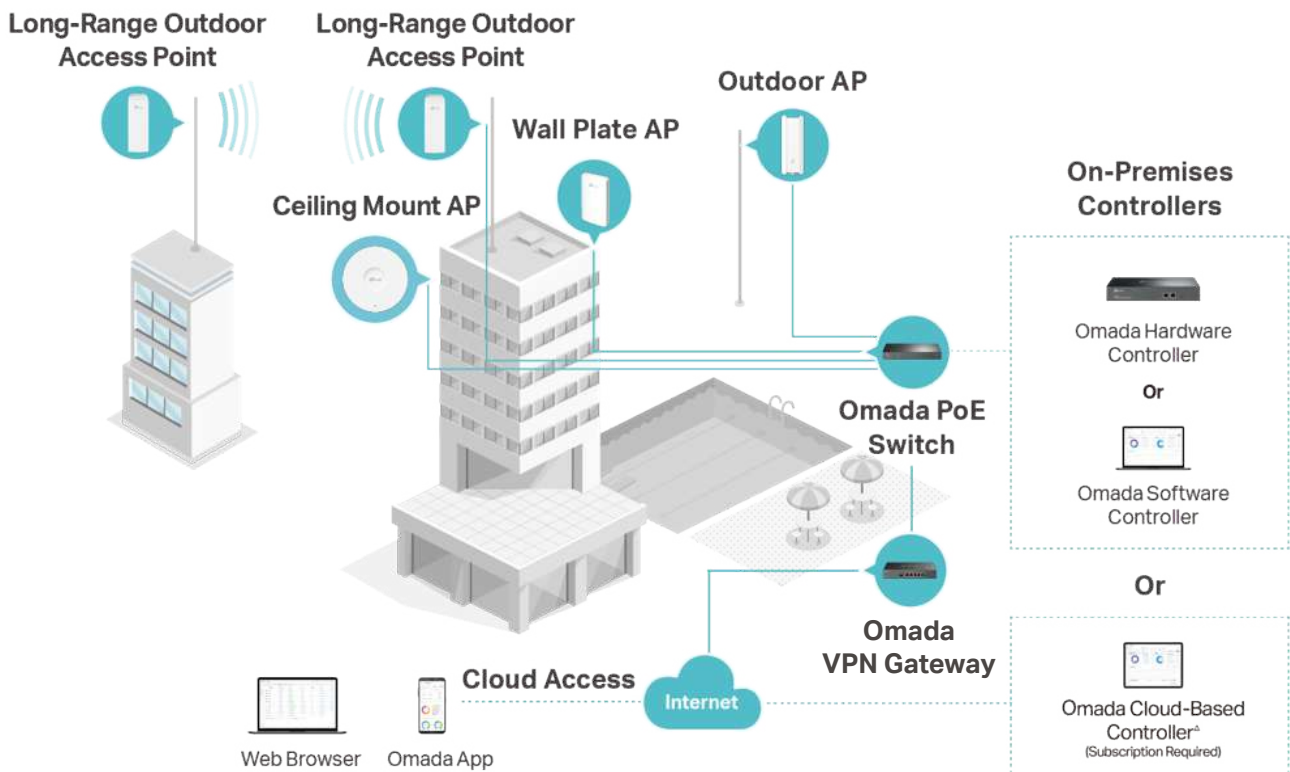 Long-Range Outdoor
Access Point
Long-Range Outdoor
Access Point
Outdoor AP
Wall Plate AP
Ceiling Mount AP
On-Premises
Controllers
Omada Hardware
Controller
Or
Omada Software
Controller
Omada PoE
Switch
Or
Omada
VPN Gateway
Cloud Access
Internet
Omada Cloud-Based
Controller△
(Subscription Required)
Web Browser
Omada App